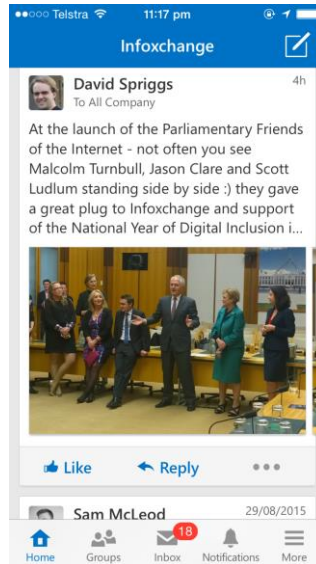 Telstra 11:17 pm
Infoxchange
David Spriggs 4h
To All Company
At the launch of the Parliamentary Friends
of the Internet - not often you see
Malcolm Turnbull, Jason Clare and Scott
Ludlum standing side by side :) they gave
a great plug to Infoxchange and support
of the National Year of Digital Inclusion i...
Like Reply
Sam McLeod 29/08/2015
18
Home Groups Inbox Notifications More